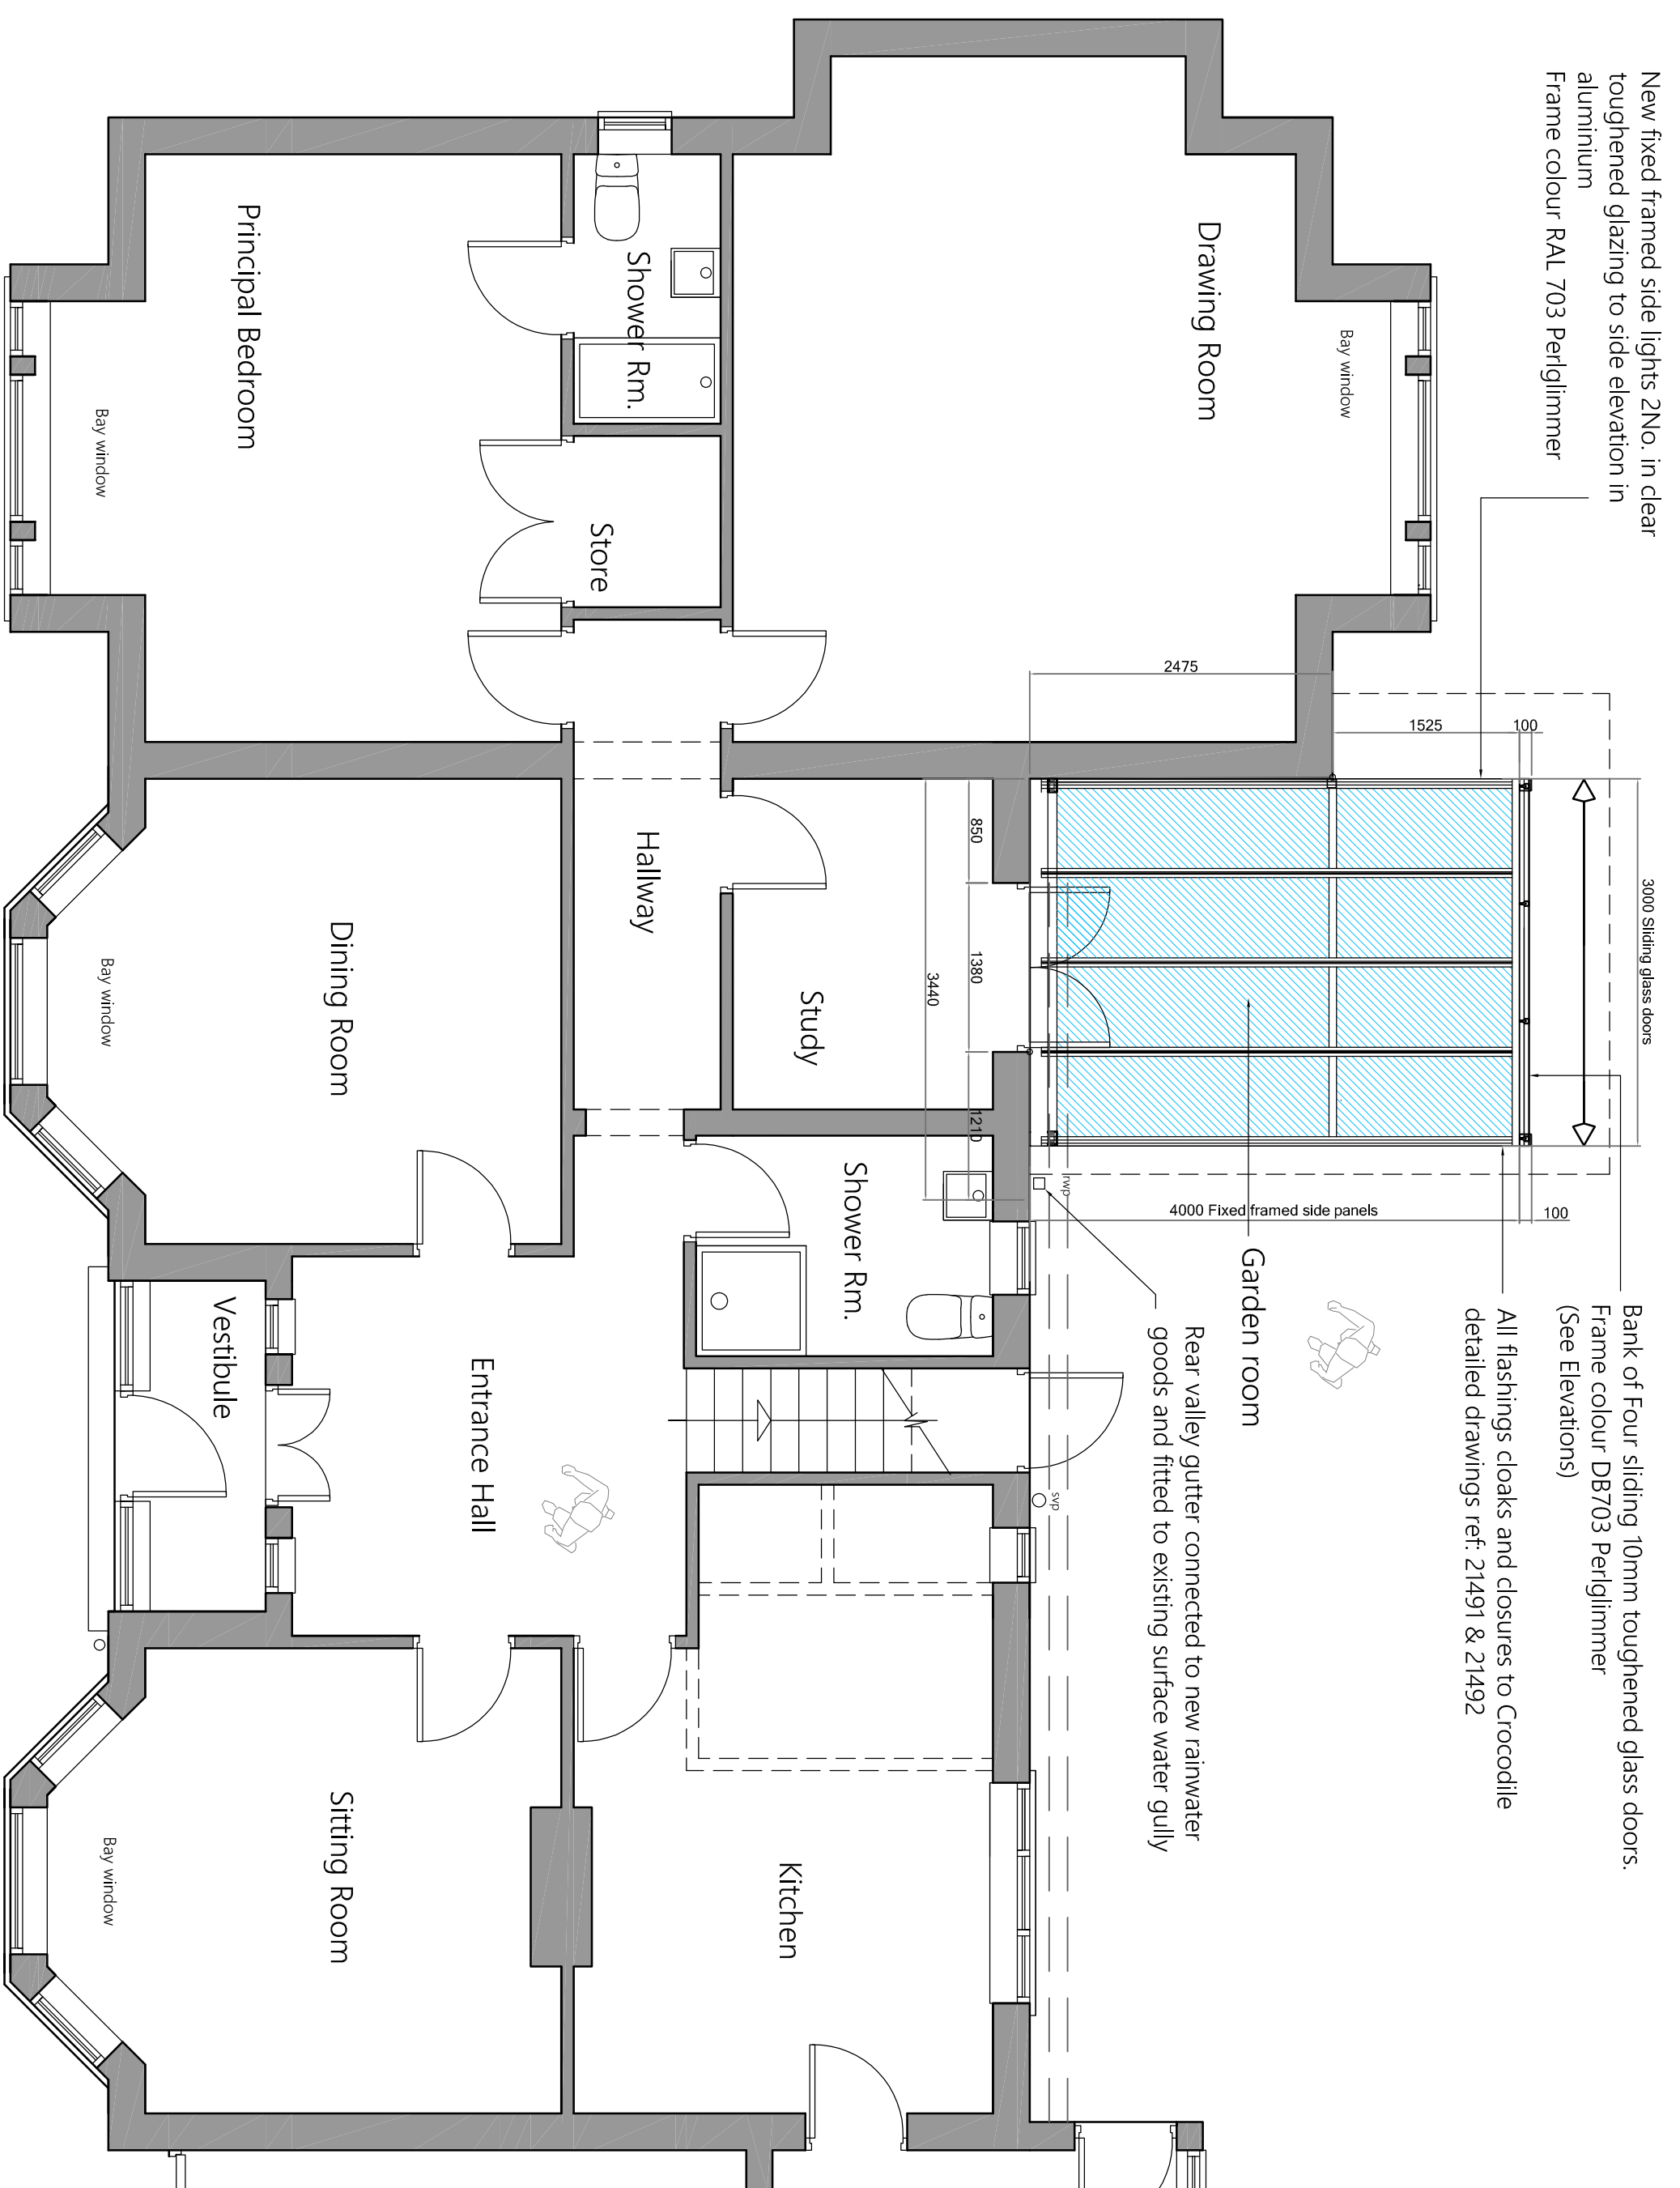 New fixed framed side lights 2No. in clear
toughened glazing to side elevation in
aluminium
Frame colour RAL 703 Perlglimmer
Bank of Four sliding 10mm toughened glass doors.
Frame colour DB703 Perlglimmer
(See Elevations)
All flashings cloaks and closures to Crocodile
detailed drawings ref: 21491 & 21492
3000 Sliding glass doors
100
1525
2475
100
4000 Fixed framed side panels
Garden room
Rear valley gutter connected to new rainwater
goods and fitted to existing surface water gully
rwp
svp
Bay window
Drawing Room
850
1380
1210
3440
Study
Shower Rm.
Kitchen
Shower Rm.
Store
Hallway
Entrance Hall
Principal Bedroom
Dining Room
Sitting Room
Vestibule
Bay window
Bay window
Bay window